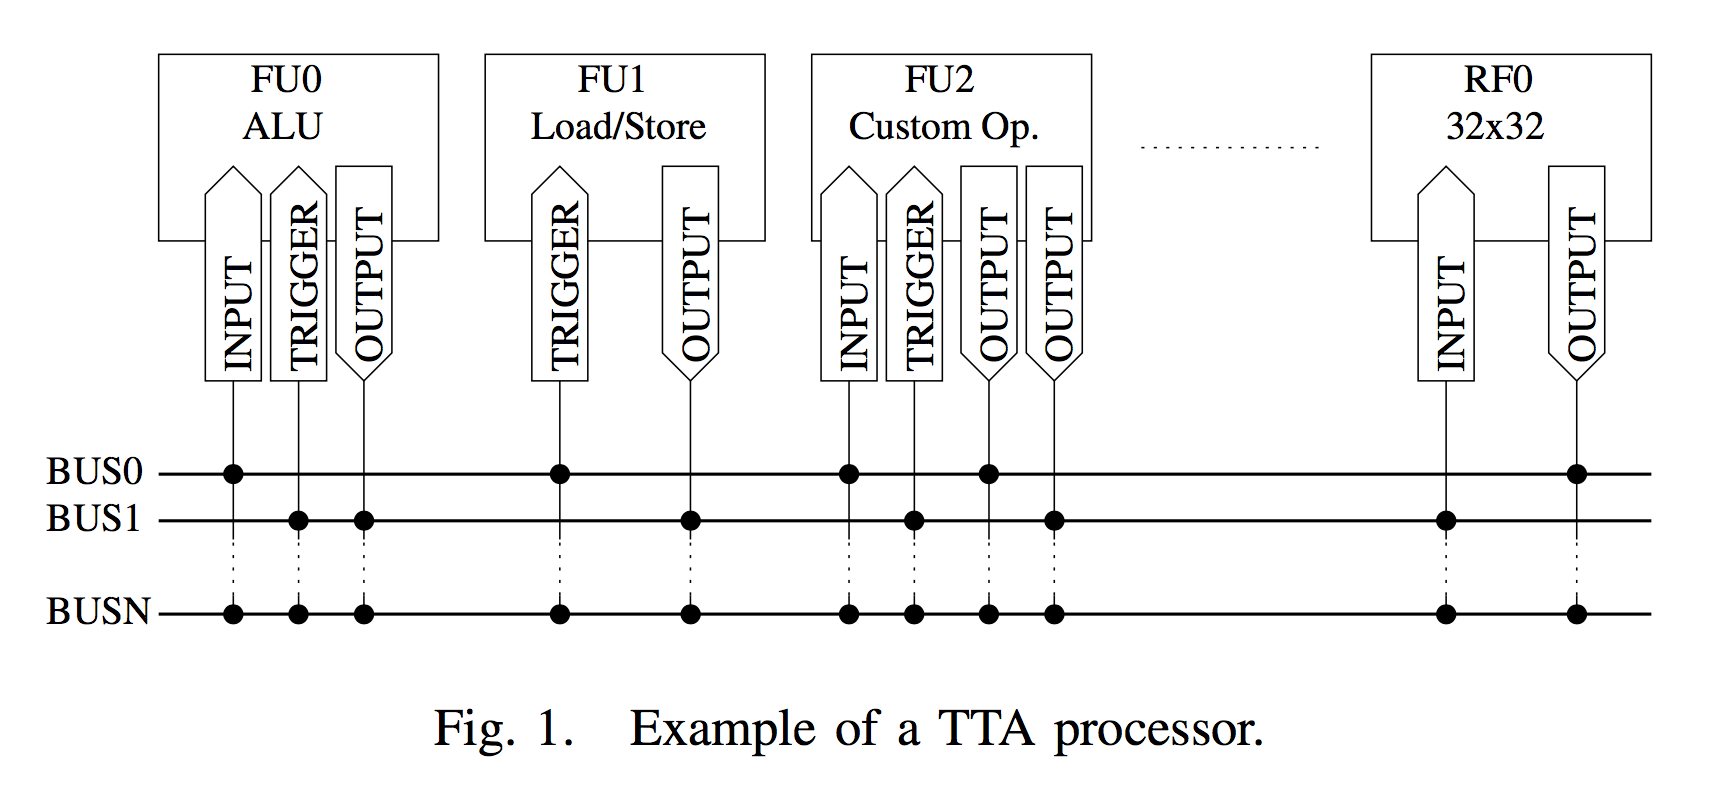 FU0
ALU
FU1
Load/Store
FU2
Custom Op.
RF0
32x32
INPUT
TRIGGER
OUTPUT
TRIGGER
OUTPUT
INPUT
TRIGGER
OUTPUT
OUTPUT
INPUT
OUTPUT
BUS0
BUS1
BUSN
Fig. 1. Example of a TTA processor.